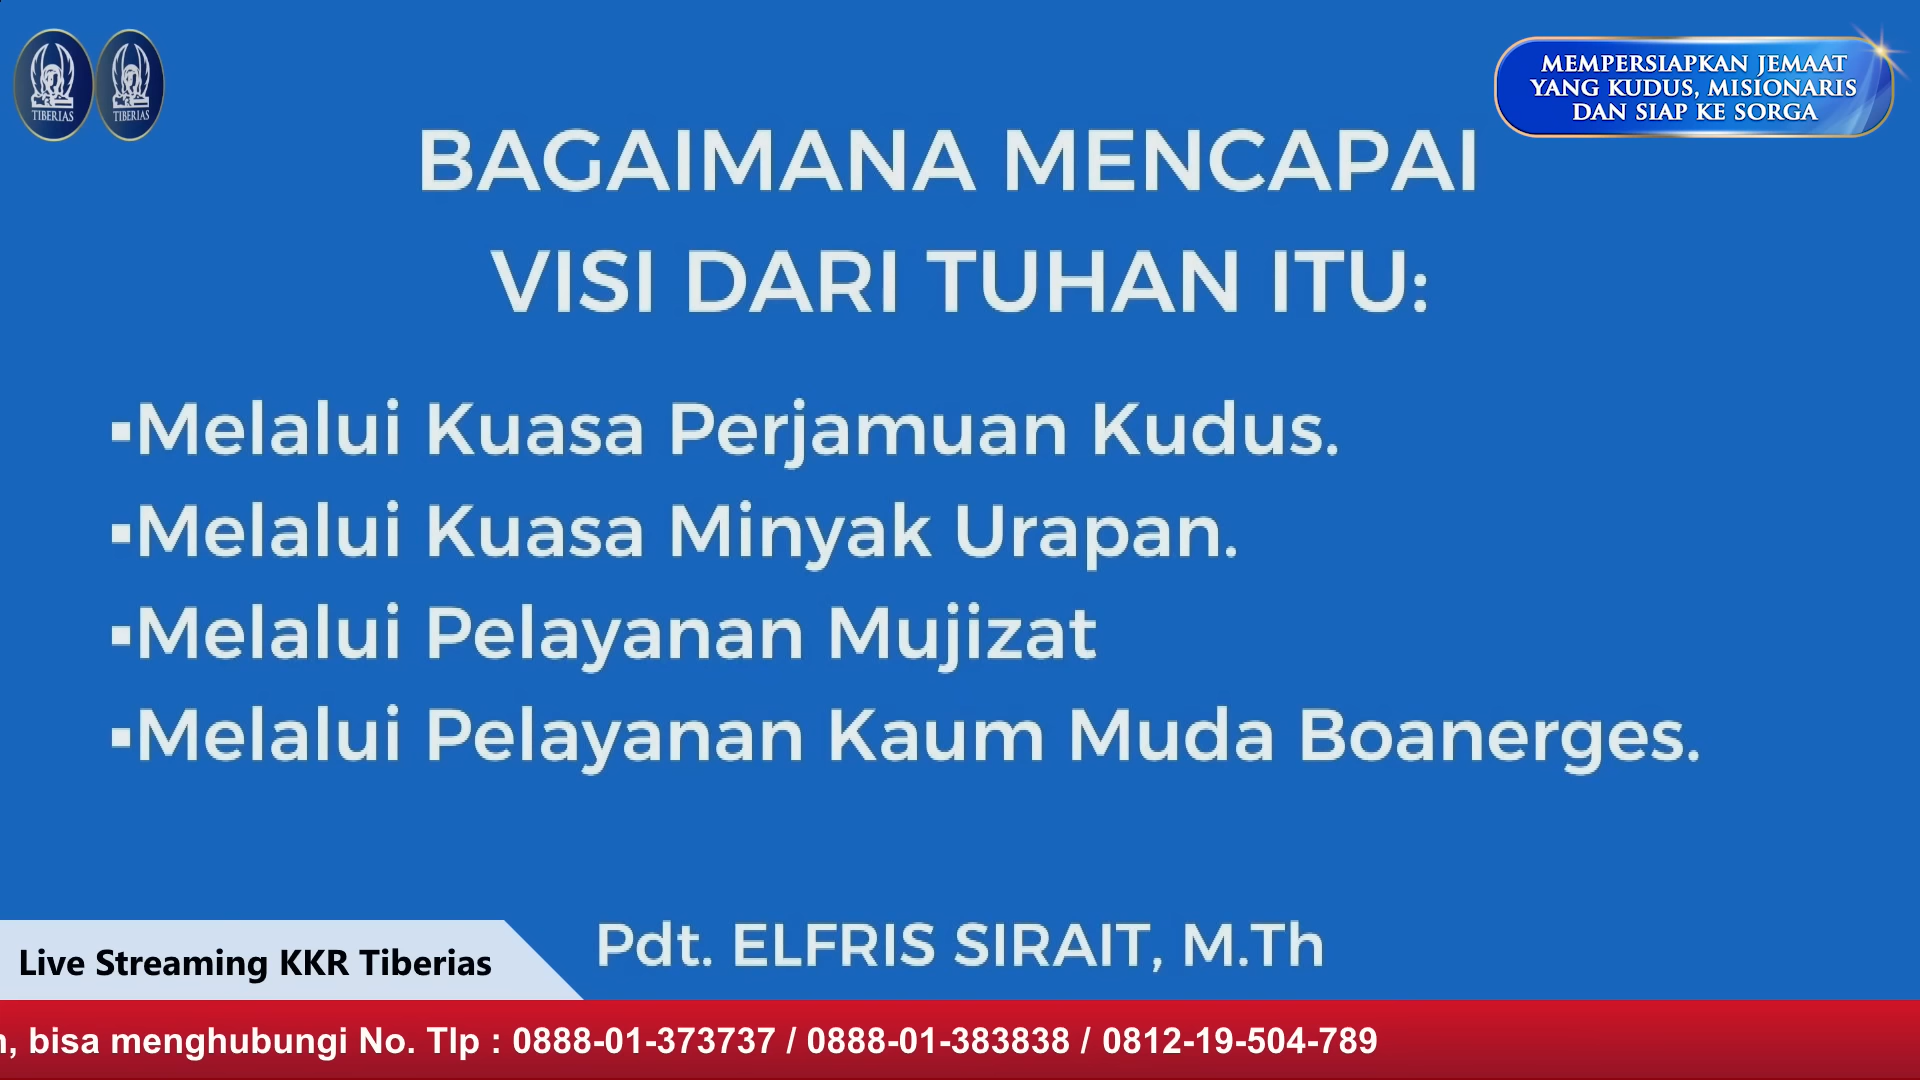 TIBERIAS
TIBERIAS
MEMPERSIAPKAN JEMAAT
YANG KUDUS, MISIONARIS
DAN SIAP KE SORGA
BAGAIMANA MENCAPAI
VISI DARI TUHAN ITU:
▪Melalui Kuasa Perjamuan Kudus.
▪Melalui Kuasa Minyak Urapan.
▪Melalui Pelayanan Mujizat
▪Melalui Pelayanan Kaum Muda Boanerges.
Pdt. ELFRIS SIRAIT, M.Th
Live Streaming KKR Tiberias
, bisa menghubungi No. Tlp : 0888-01-373737 / 0888-01-383838 / 0812-19-504-789